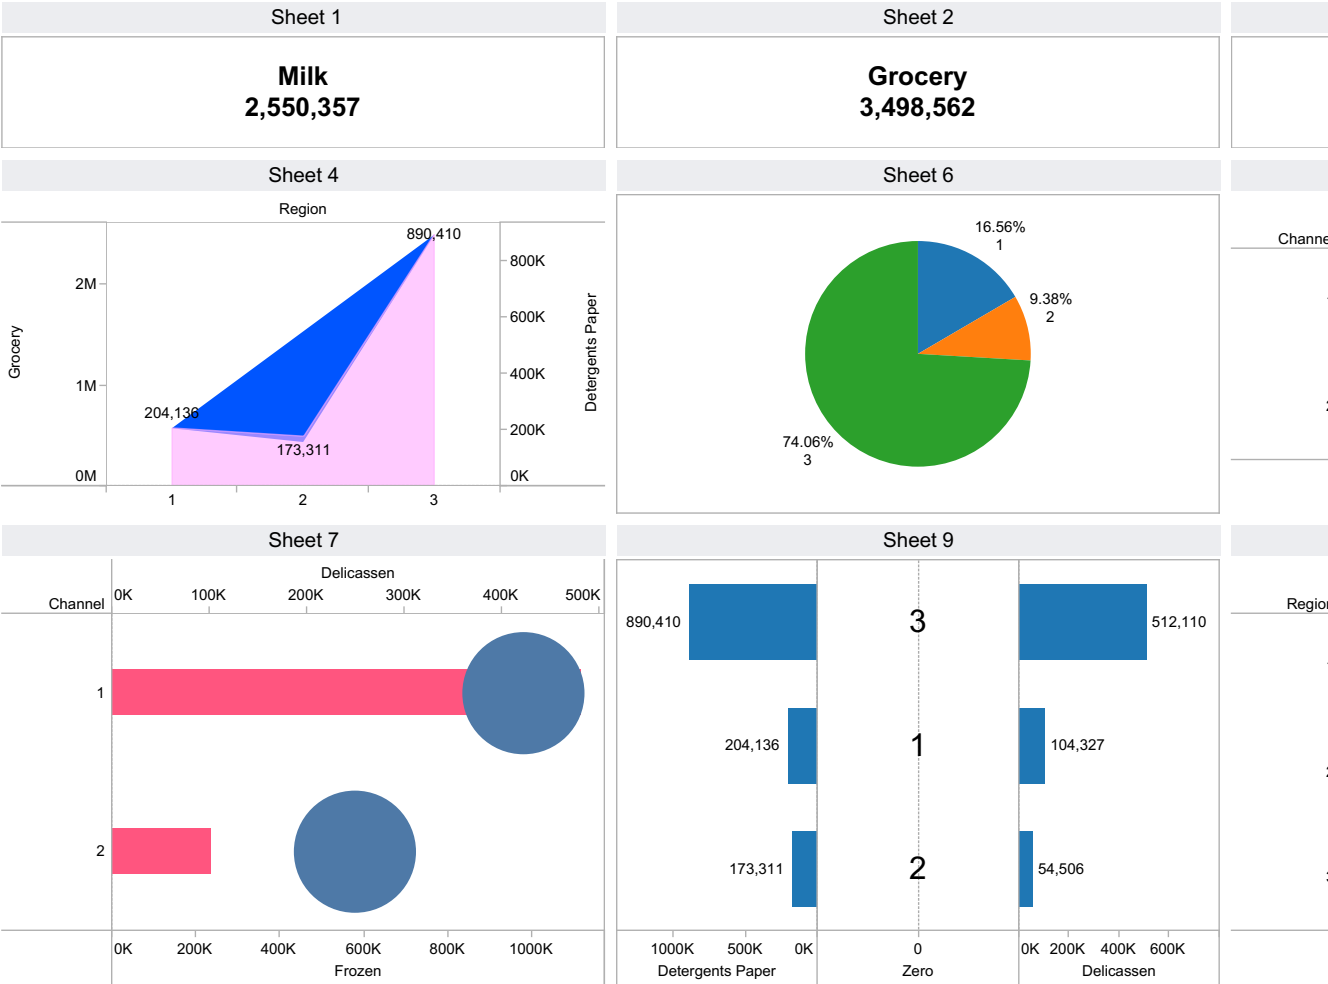 Sheet 1
Milk
2,550,357
Sheet 2
Grocery
3,498,562
Sheet 4
Region
890,410
204,136
173,311
2M
1M
0M
Grocery
800K
600K
400K
200K
0K
Detergents Paper
1 2 3
Sheet 6
16.56%
1
9.38%
2
74.06%
3
Sheet 7
Delicassen
Channel 0K 100K 200K 300K 400K 500K
1
2
0K 200K 400K 600K 800K 1000K
Frozen
Sheet 9
890,410 3 512,110
204,136 1 104,327
173,311 2 54,506
1000K 500K 0K 0 0K 200K 400K 600K
Detergents Paper Zero Delicassen